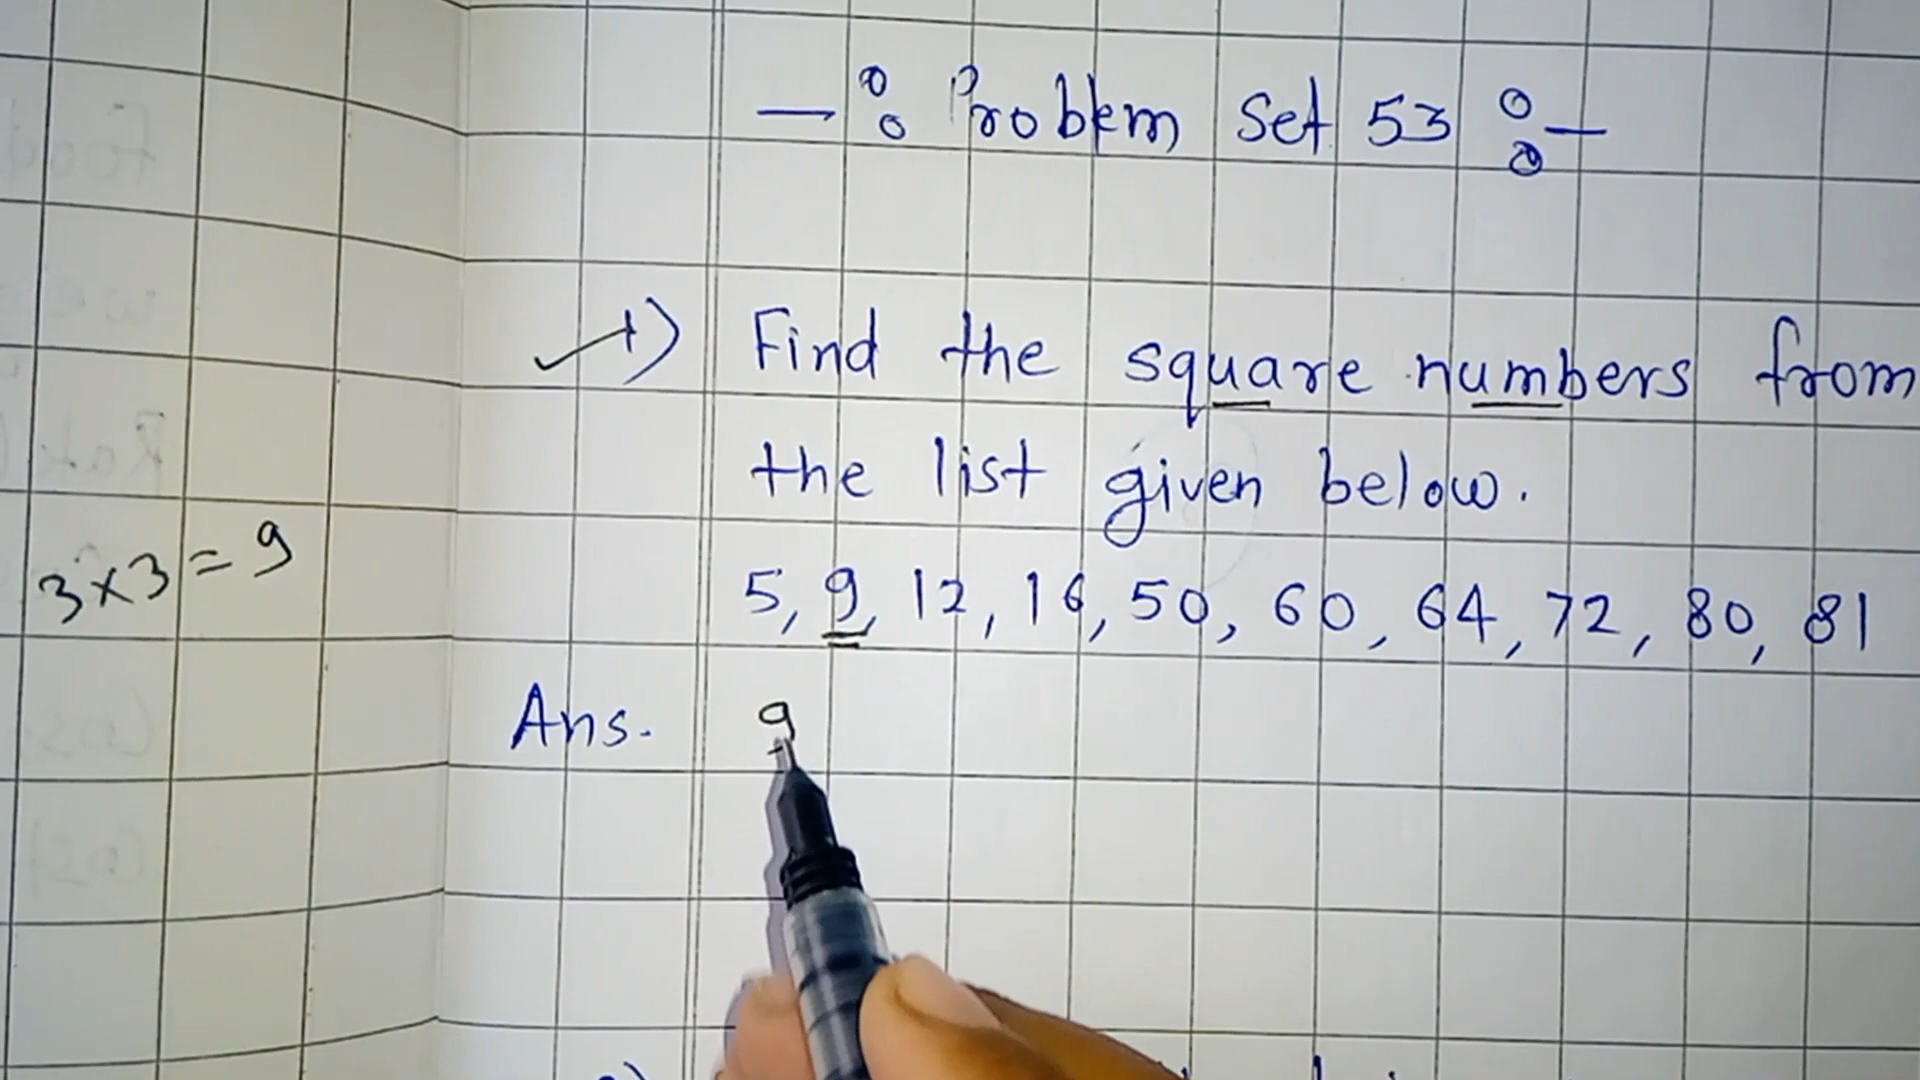 Problem Set 53
1) Find the square numbers from
the list given below.
5, 9, 12, 16, 50, 60, 64, 72, 80, 81
3×3=9
Ans. 9